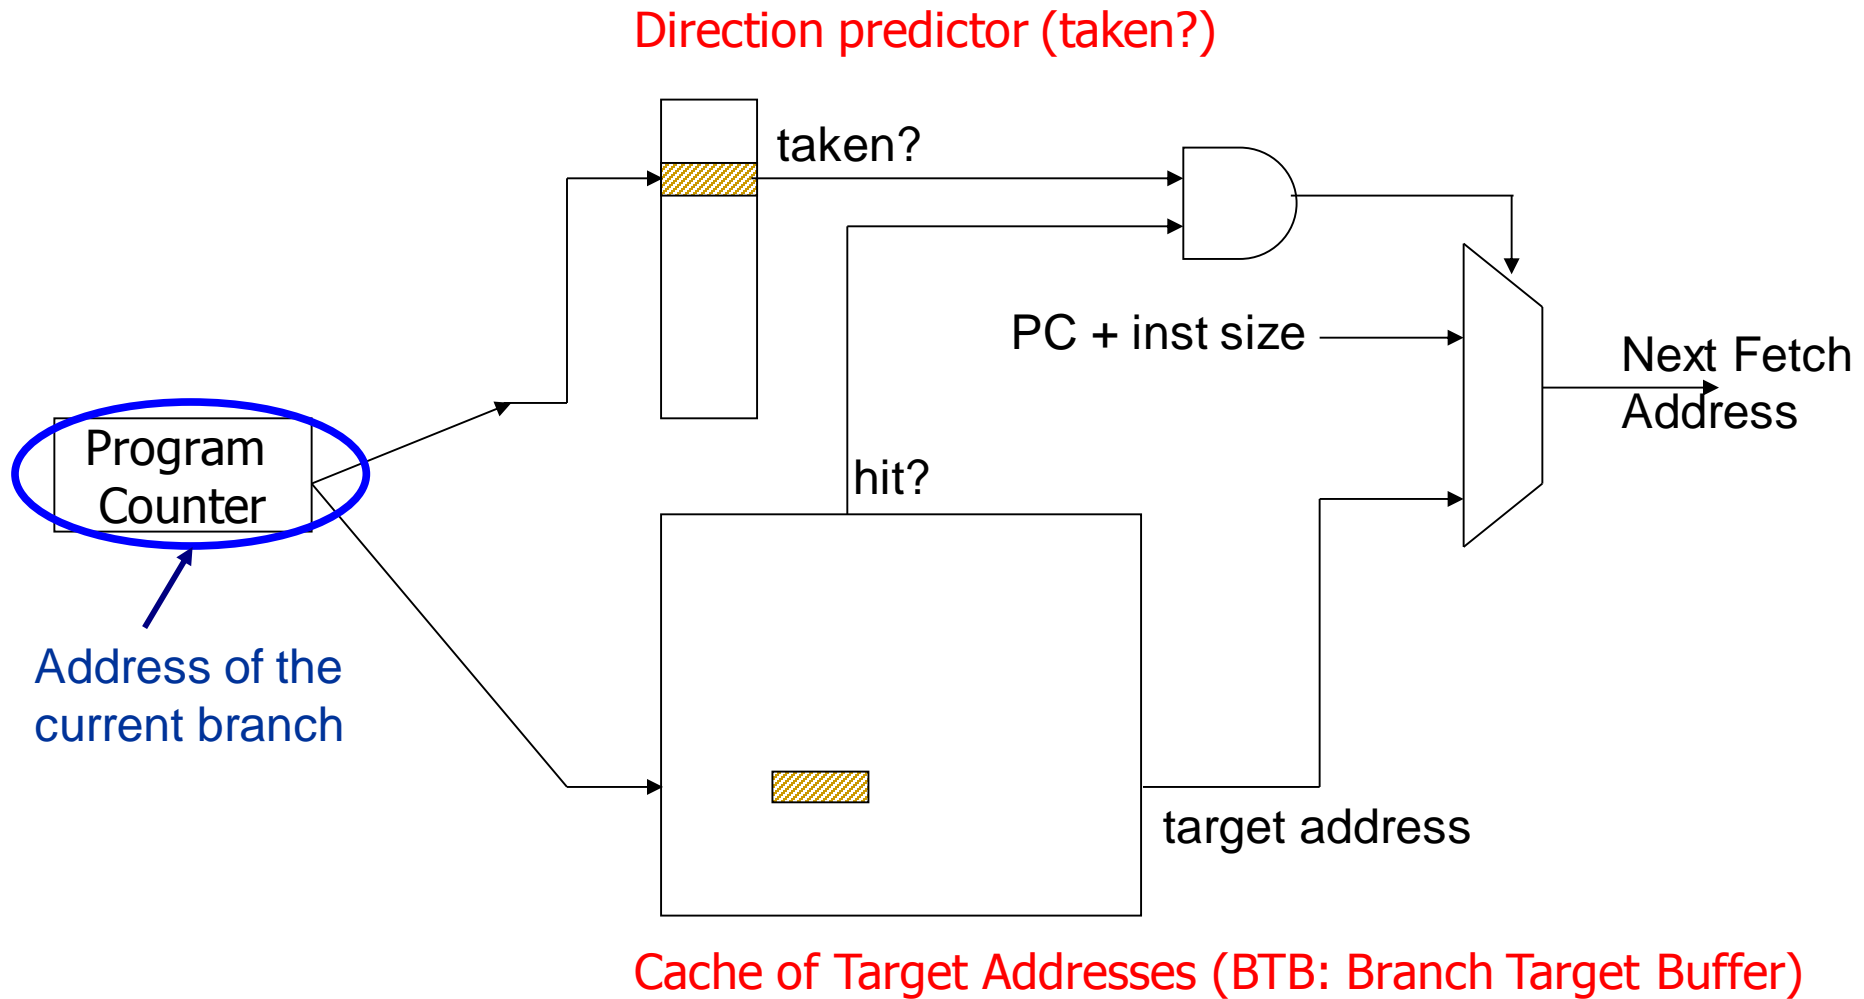 Direction predictor (taken?)
taken?
PC + inst size
Next Fetch
Address
Program
Counter
hit?
Address of the
current branch
target address
Cache of Target Addresses (BTB: Branch Target Buffer)